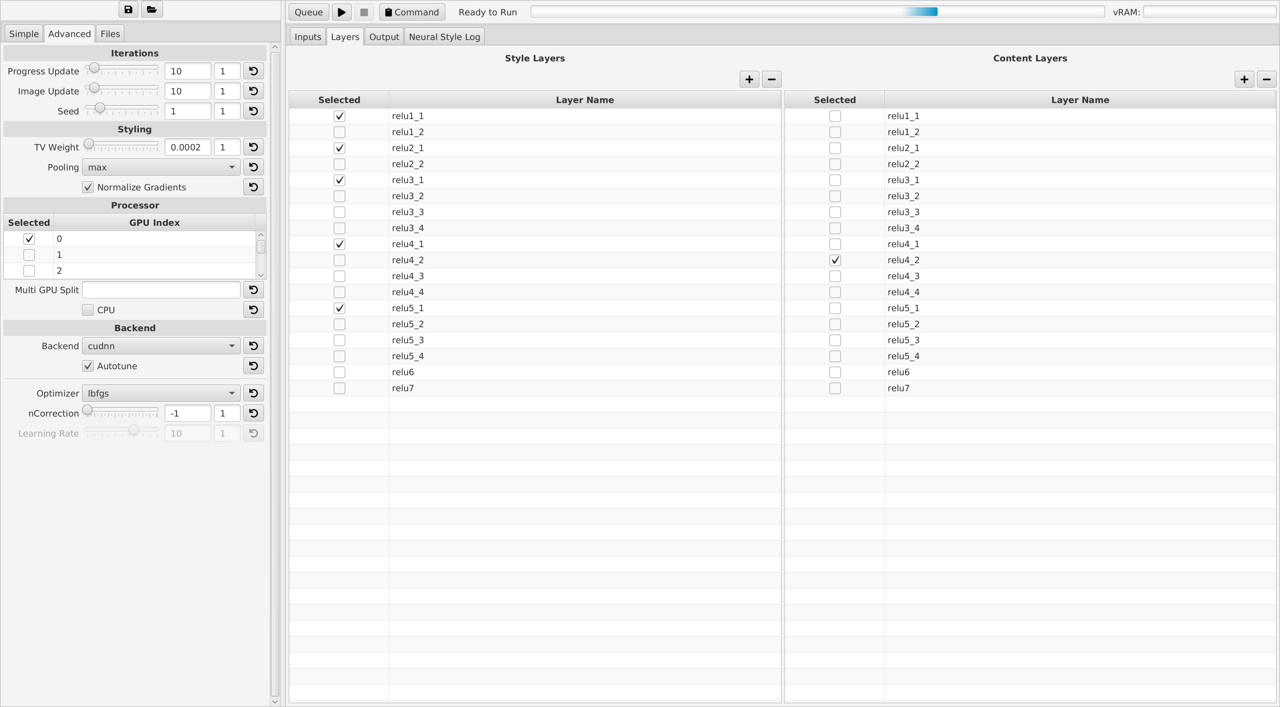 Queue Command Ready to Run vRAM:
Simple Advanced Files
Iterations
Progress Update 10 1
Image Update 10 1
Seed 1 1
Styling
TV Weight 0.0002 1
Pooling max
Normalize Gradients
Processor
Selected GPU Index
0
1
2
Multi GPU Split
CPU
Backend
Backend cudnn
Autotune
Optimizer lbfgs
nCorrection -1 1
Learning Rate 10 1
Inputs Layers Output Neural Style Log
Style Layers
+ −
Selected Layer Name
relu1_1
relu1_2
relu2_1
relu2_2
relu3_1
relu3_2
relu3_3
relu3_4
relu4_1
relu4_2
relu4_3
relu4_4
relu5_1
relu5_2
relu5_3
relu5_4
relu6
relu7
Content Layers
+ −
Selected Layer Name
relu1_1
relu1_2
relu2_1
relu2_2
relu3_1
relu3_2
relu3_3
relu3_4
relu4_1
relu4_2
relu4_3
relu4_4
relu5_1
relu5_2
relu5_3
relu5_4
relu6
relu7